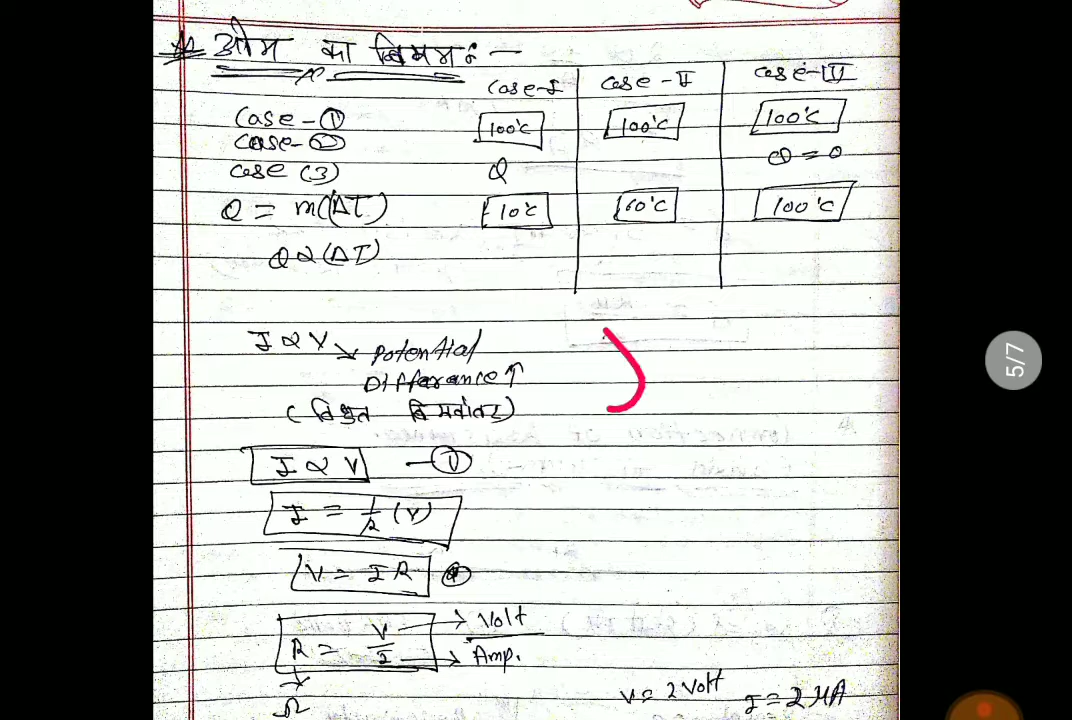 ओम का नियम :-
case-I case-II case-III
Case-①
case-②
case (3)
100°C 100°C 100°C
Q Q = 0
Q = m(ΔT)
10°C 60°C 100°C
Q α (ΔT)
I α V → Potential
Differance ↑
(विधुत विभवांतर)
I α V —①
I = 1/R (V)
V = IR ②
R = V/I → Volt
→ Amp.
Ω
V = 2 Volt I = 2 μA
5/7